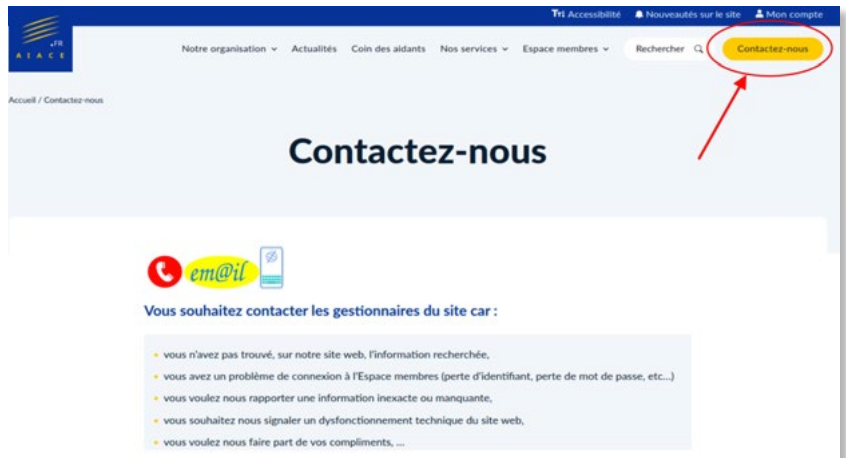 Tri Accessibilité Nouveautés sur le site Mon compte
.FR
AIACE
Notre organisation Actualités Coin des aidants Nos services Espace membres Rechercher Contactez-nous
Accueil / Contactez-nous
Contactez-nous
em@il
Vous souhaitez contacter les gestionnaires du site car :
vous n'avez pas trouvé, sur notre site web, l'information recherchée,
vous avez un problème de connexion à l'Espace membres (perte d'identifiant, perte de mot de passe, etc...)
vous voulez nous rapporter une information inexacte ou manquante,
vous souhaitez nous signaler un dysfonctionnement technique du site web,
vous voulez nous faire part de vos compliments, ...